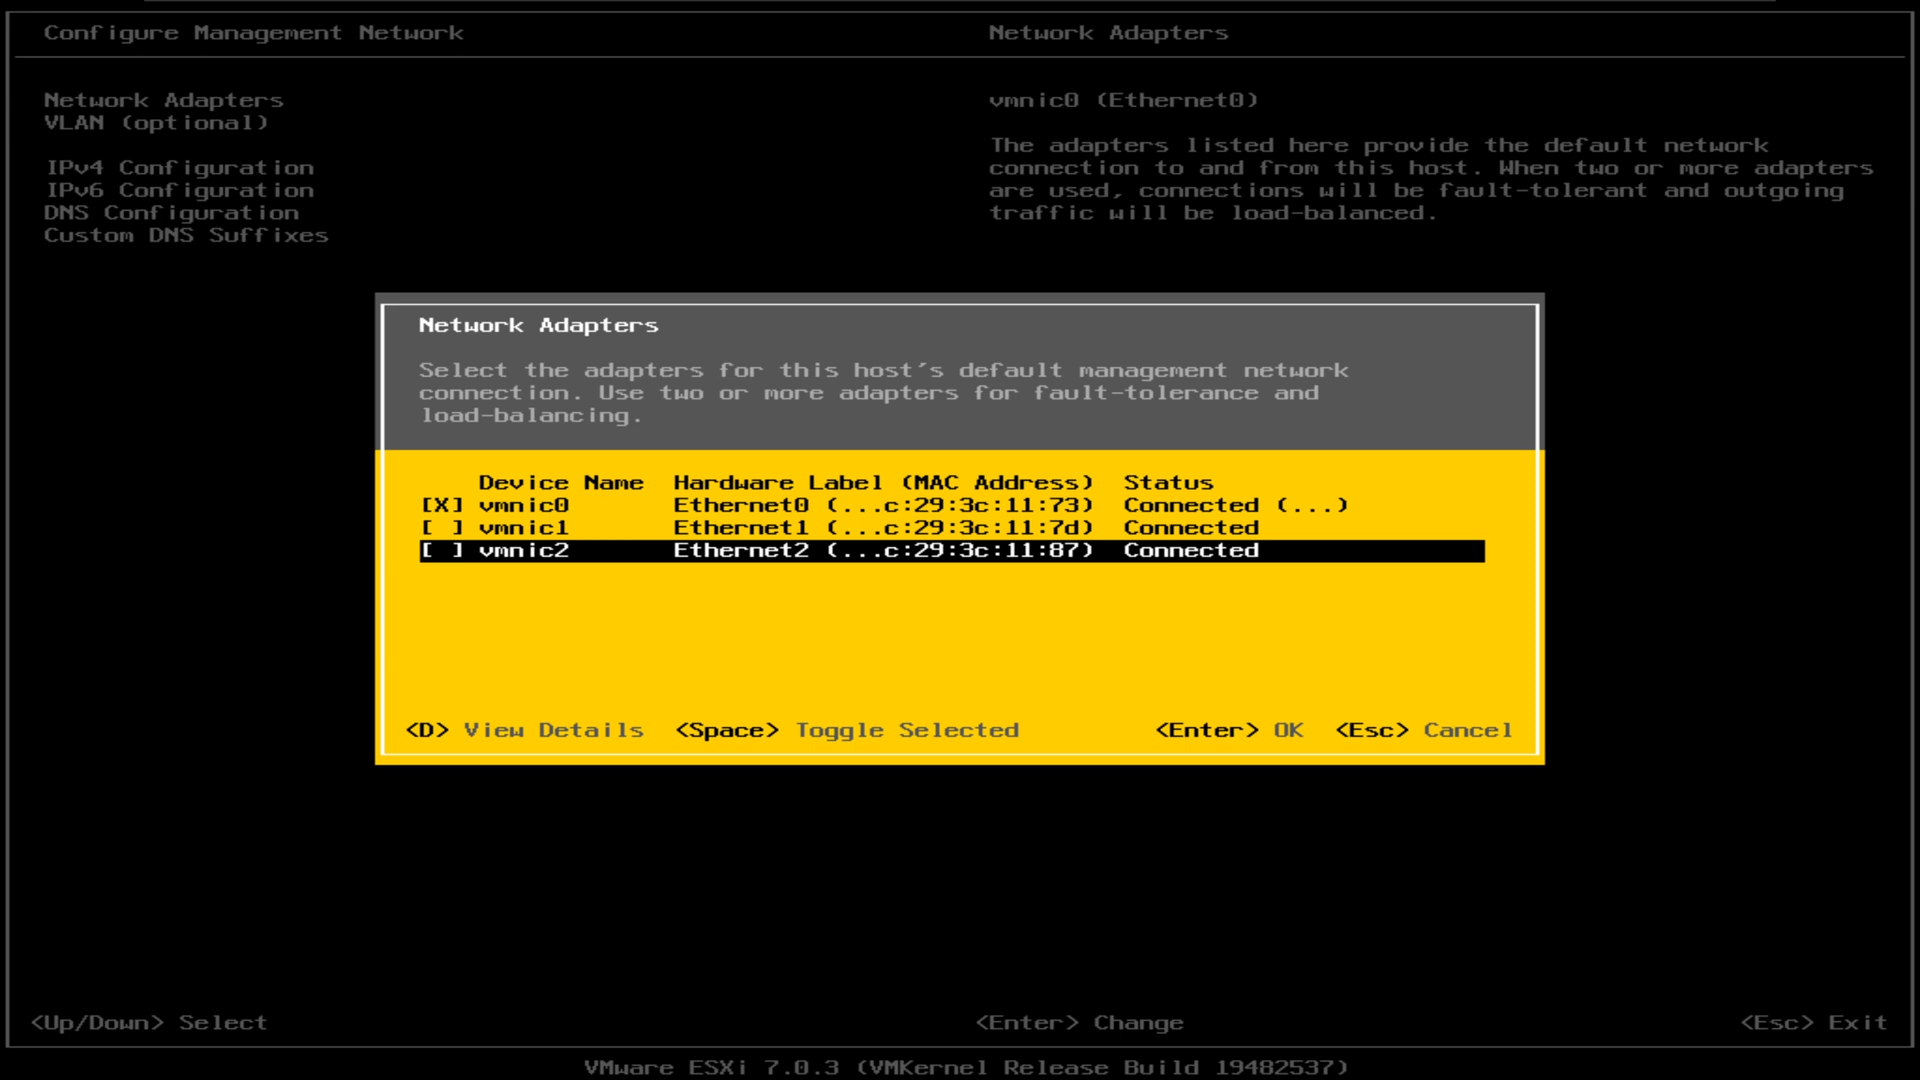 Configure Management Network
Network Adapters
Network Adapters
VLAN (optional)
IPv4 Configuration
IPv6 Configuration
DNS Configuration
Custom DNS Suffixes
vmnic0 (Ethernet0)
The adapters listed here provide the default network
connection to and from this host. When two or more adapters
are used, connections will be fault-tolerant and outgoing
traffic will be load-balanced.
Network Adapters
Select the adapters for this host's default management network
connection. Use two or more adapters for fault-tolerance and
load-balancing.
Device Name Hardware Label (MAC Address) Status
[X] vmnic0 Ethernet0 (...c:29:3c:11:73) Connected (...)
[ ] vmnic1 Ethernet1 (...c:29:3c:11:7d) Connected
[ ] vmnic2 Ethernet2 (...c:29:3c:11:87) Connected
<D> View Details <Space> Toggle Selected <Enter> OK <Esc> Cancel
<Up/Down> Select <Enter> Change <Esc> Exit
VMware ESXi 7.0.3 (VMKernel Release Build 19482537)